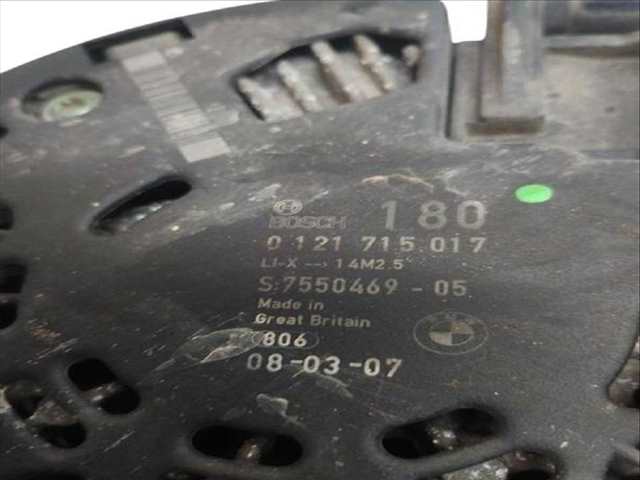 BOSCH 180
0 121 715 017
LI-X --> 14M2.5
S:7550469 - 05
Made in
Great Britain
806
08-03-07